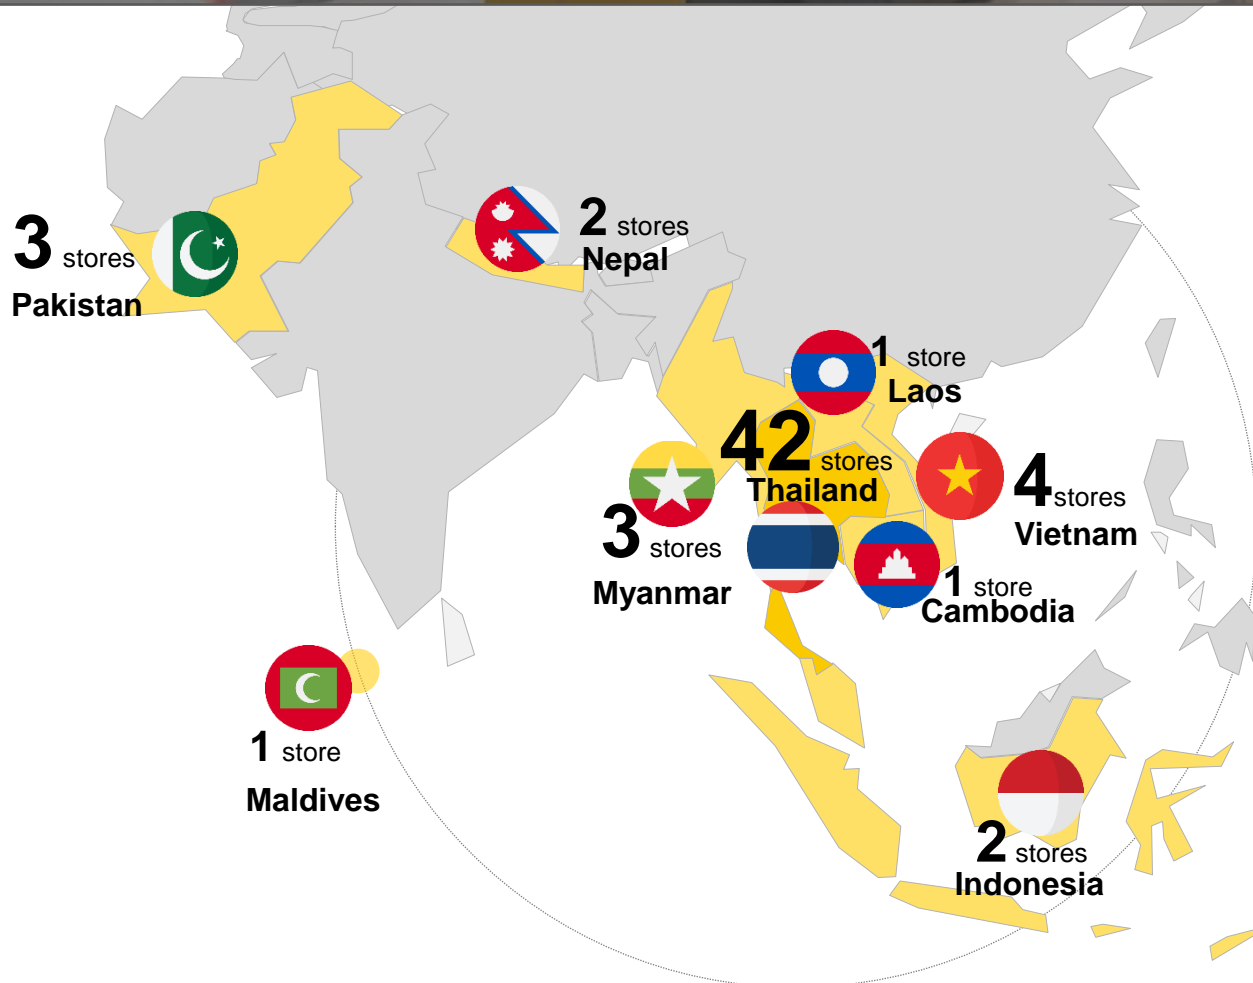 3 stores
Pakistan
2 stores
Nepal
1 store
Laos
42 stores
Thailand
4 stores
Vietnam
3 stores
Myanmar
1 store
Cambodia
1 store
Maldives
2 stores
Indonesia